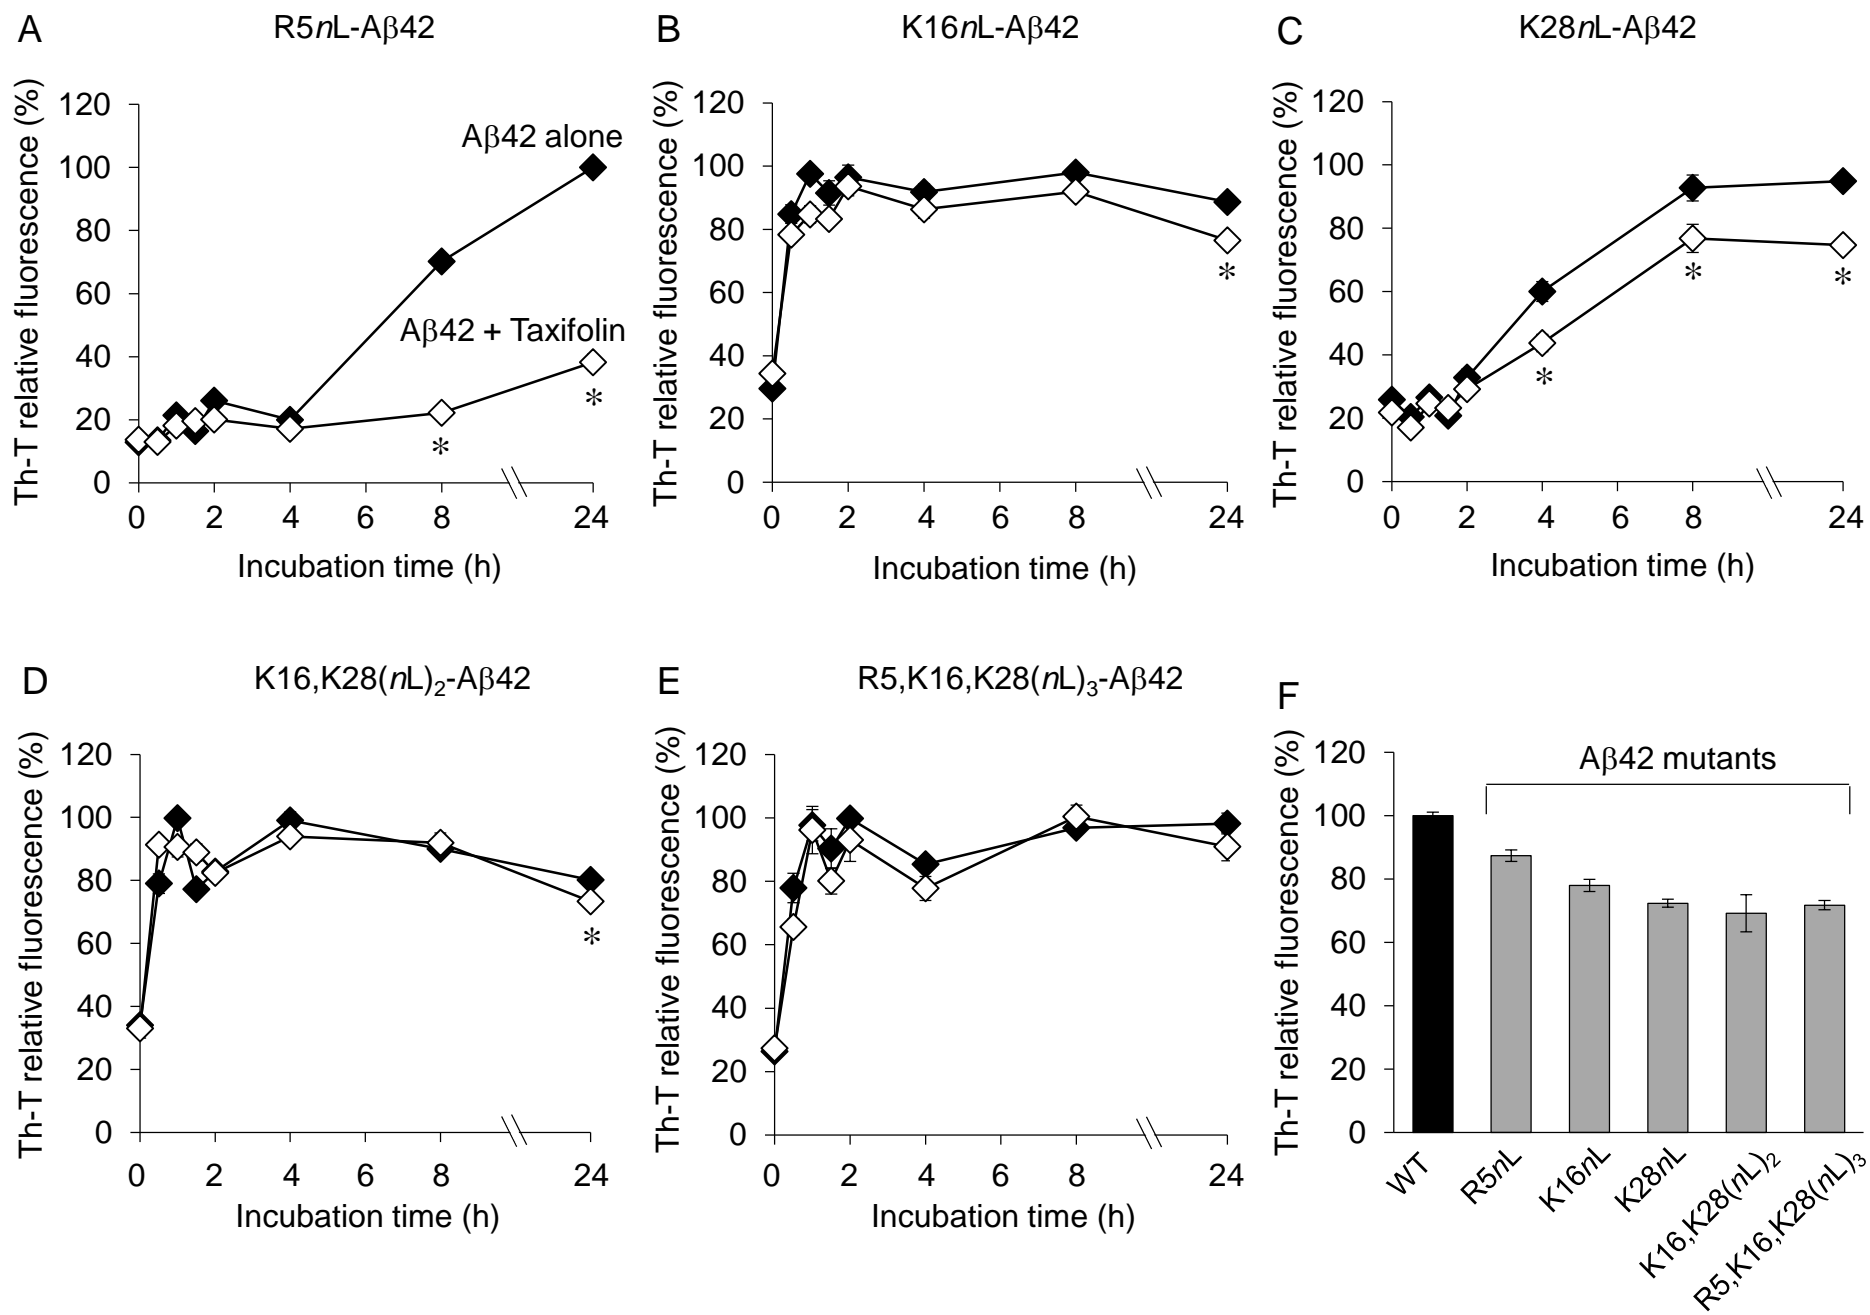 A
R5nL-Aβ42
Th-T relative fluorescence (%)
120
100
80
60
40
20
0
Aβ42 alone
Aβ42 + Taxifolin
*
*
0 2 4 6 8 24
Incubation time (h)
B
K16nL-Aβ42
Th-T relative fluorescence (%)
120
100
80
60
40
20
0
*
0 2 4 6 8 24
Incubation time (h)
C
K28nL-Aβ42
Th-T relative fluorescence (%)
120
100
80
60
40
20
0
*
*
*
0 2 4 6 8 24
Incubation time (h)
D
K16,K28(nL)₂-Aβ42
Th-T relative fluorescence (%)
120
100
80
60
40
20
0
*
0 2 4 6 8 24
Incubation time (h)
E
R5,K16,K28(nL)₃-Aβ42
Th-T relative fluorescence (%)
120
100
80
60
40
20
0
0 2 4 6 8 24
Incubation time (h)
F
Th-T relative fluorescence (%)
120
100
80
60
40
20
0
Aβ42 mutants
WT
R5nL
K16nL
K28nL
K16,K28(nL)₂
R5,K16,K28(nL)₃